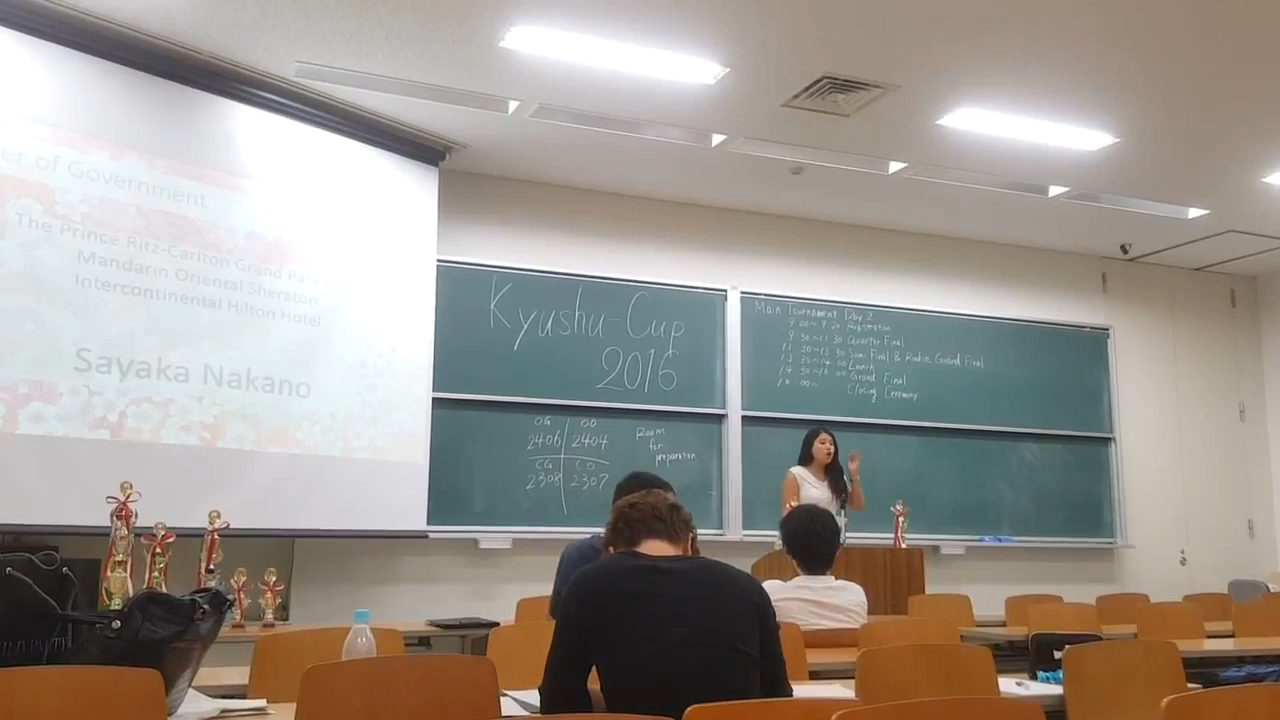 er of Government
The Prince Ritz-Carlton Grand
Mandarin Oriental Sheraton
Intercontinental Hilton Hotel
Sayaka Nakano
Kyushu-Cup
2016
Main Tournament Day 2
9 00~9 20 Registration
9 30~11 30 Quarter Final
11 30~13 30 Semi Final & Rookie Grand Final
13 30~14 00 Lunch
14 30~16 00 Grand Final
Closing Ceremony
OG OO
2406 2404
CG CO
2308 2307
Room
for
preparation